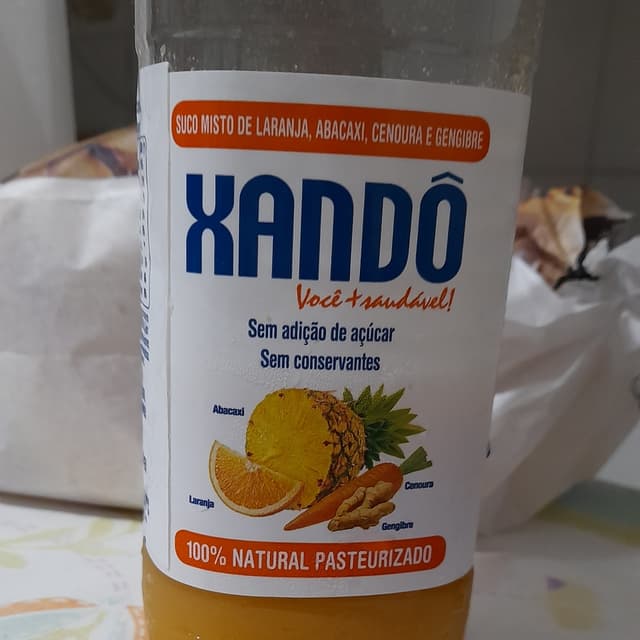 SUCO MISTO DE LARANJA, ABACAXI, CENOURA E GENGIBRE
XANDÔ
Você + saudável!
Sem adição de açúcar
Sem conservantes
Abacaxi
Laranja
Cenoura
Gengibre
100% NATURAL PASTEURIZADO